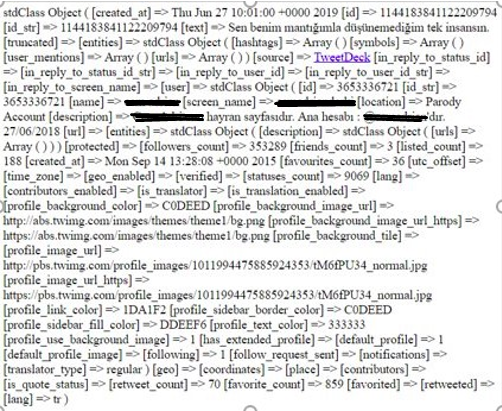 stdClass Object ( [created_at] => Thu Jun 27 10:01:00 +0000 2019 [id] => 1144183841122209794
[id_str] => 1144183841122209794 [text] => Sen benim mantığımla düşünemediğim tek insansın.
[truncated] => [entities] => stdClass Object ( [hashtags] => Array ( ) [symbols] => Array ( )
[user_mentions] => Array ( ) [urls] => Array ( ) ) [source] => TweetDeck [in_reply_to_status_id]
=> [in_reply_to_status_id_str] => [in_reply_to_user_id] => [in_reply_to_user_id_str] =>
[in_reply_to_screen_name] => [user] => stdClass Object ( [id] => 3653336721 [id_str] =>
3653336721 [name] => [screen_name] => [location] => Parody
Account [description] => hayran sayfasıdır. Ana hesabı : dır.
27/06/2018 [url] => [entities] => stdClass Object ( [description] => stdClass Object ( [urls] =>
Array ( ) ) ) [protected] => [followers_count] => 353289 [friends_count] => 3 [listed_count] =>
188 [created_at] => Mon Sep 14 13:28:08 +0000 2015 [favourites_count] => 36 [utc_offset] =>
[time_zone] => [geo_enabled] => [verified] => [statuses_count] => 9069 [lang] =>
[contributors_enabled] => [is_translator] => [is_translation_enabled] =>
[profile_background_color] => C0DEED [profile_background_image_url] =>
http://abs.twimg.com/images/themes/theme1/bg.png [profile_background_image_url_https] =>
https://abs.twimg.com/images/themes/theme1/bg.png [profile_background_tile] =>
[profile_image_url] =>
http://pbs.twimg.com/profile_images/1011994475885924353/tM6fPU34_normal.jpg
[profile_image_url_https] =>
https://pbs.twimg.com/profile_images/1011994475885924353/tM6fPU34_normal.jpg
[profile_link_color] => 1DA1F2 [profile_sidebar_border_color] => C0DEED
[profile_sidebar_fill_color] => DDEEF6 [profile_text_color] => 333333
[profile_use_background_image] => 1 [has_extended_profile] => [default_profile] => 1
[default_profile_image] => [following] => 1 [follow_request_sent] => [notifications] =>
[translator_type] => regular ) [geo] => [coordinates] => [place] => [contributors] =>
[is_quote_status] => [retweet_count] => 70 [favorite_count] => 859 [favorited] => [retweeted] =>
[lang] => tr )